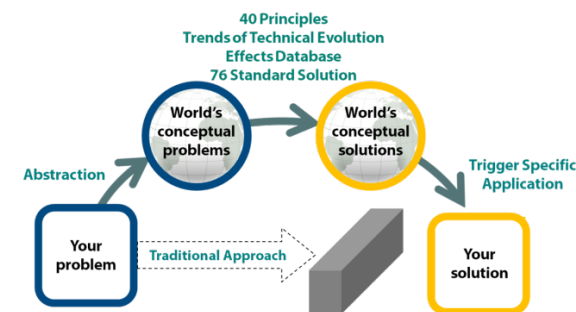 40 Principles
Trends of Technical Evolution
Effects Database
76 Standard Solution
World's
conceptual
problems
World's
conceptual
solutions
Abstraction
Trigger Specific
Application
Your
problem
Traditional Approach
Your
solution